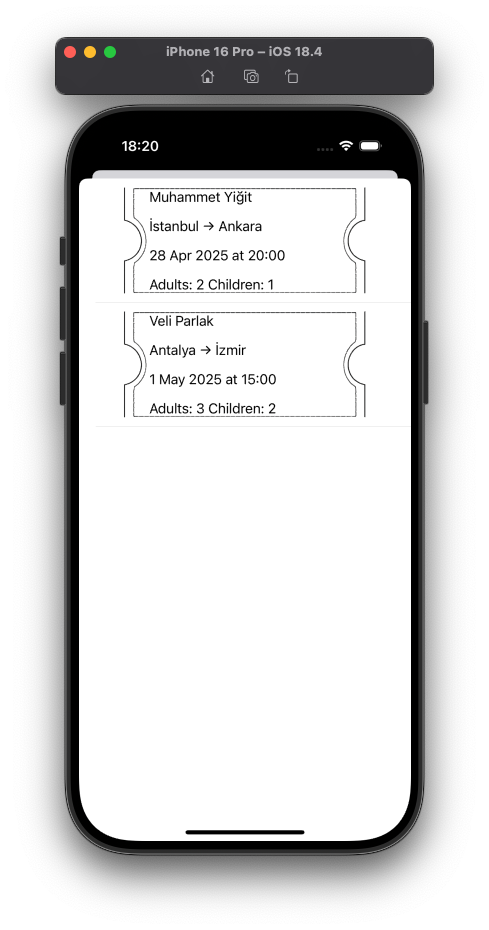 iPhone 16 Pro – iOS 18.4
18:20
Muhammet Yiğit
İstanbul → Ankara
28 Apr 2025 at 20:00
Adults: 2 Children: 1
Veli Parlak
Antalya → İzmir
1 May 2025 at 15:00
Adults: 3 Children: 2